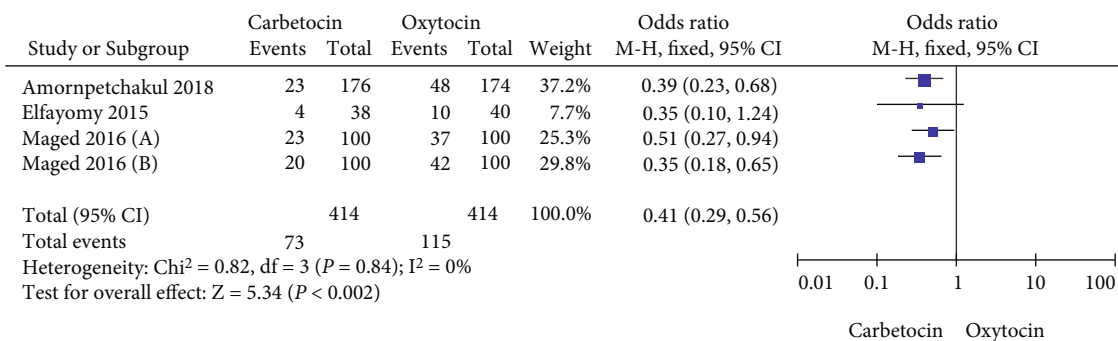 Carbetocin Oxytocin Odds ratio Odds ratio
Study or Subgroup Events Total Events Total Weight M-H, fixed, 95% CI M-H, fixed, 95% CI
Amornpetchakul 2018 23 176 48 174 37.2% 0.39 (0.23, 0.68)
Elfayomy 2015 4 38 10 40 7.7% 0.35 (0.10, 1.24)
Maged 2016 (A) 23 100 37 100 25.3% 0.51 (0.27, 0.94)
Maged 2016 (B) 20 100 42 100 29.8% 0.35 (0.18, 0.65)
Total (95% CI) 414 414 100.0% 0.41 (0.29, 0.56)
Total events 73 115
Heterogeneity: Chi² = 0.82, df = 3 (P = 0.84); I² = 0%
Test for overall effect: Z = 5.34 (P < 0.002)
0.01 0.1 1 10 100
Carbetocin Oxytocin